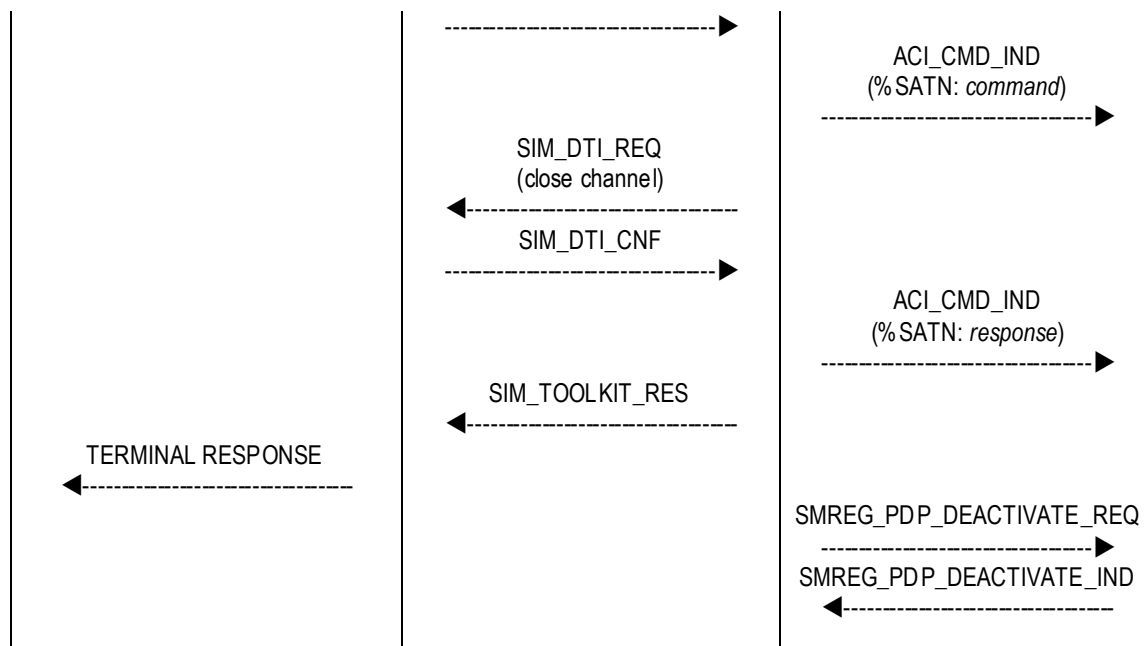 ACI_CMD_IND
(%SATN: command)
SIM_DTI_REQ
(close channel)
SIM_DTI_CNF
ACI_CMD_IND
(%SATN: response)
SIM_TOOLKIT_RES
TERMINAL RESPONSE
SMREG_PDP_DEACTIVATE_REQ
SMREG_PDP_DEACTIVATE_IND